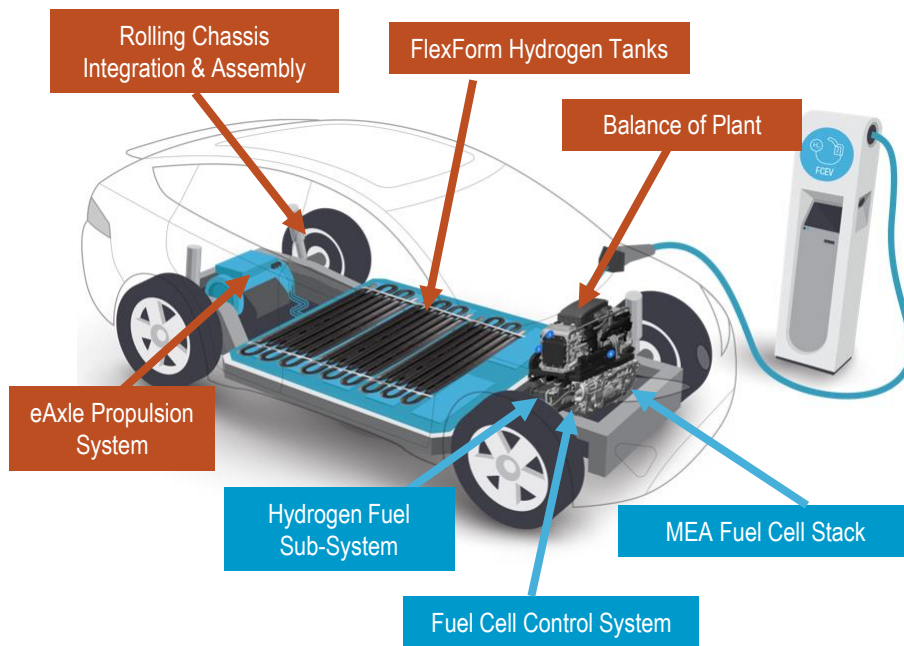 Rolling Chassis
Integration & Assembly
FlexForm Hydrogen Tanks
Balance of Plant
FCEV
eAxle Propulsion
System
Hydrogen Fuel
Sub-System
MEA Fuel Cell Stack
Fuel Cell Control System